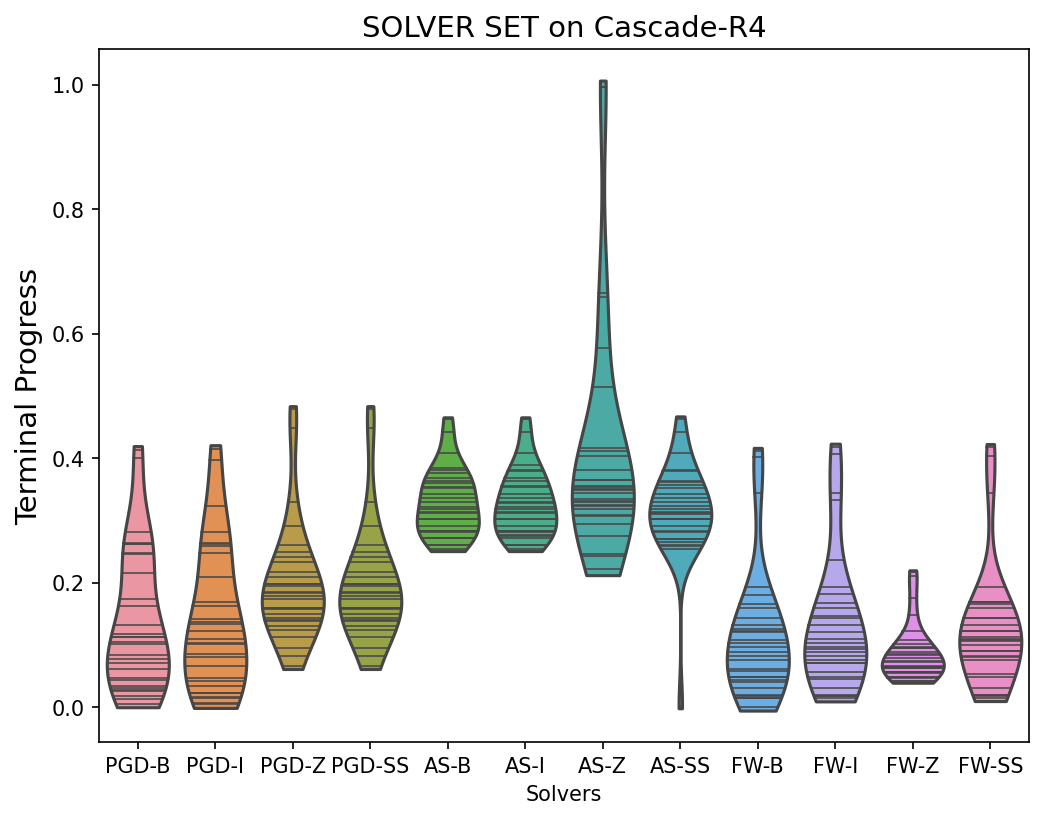 SOLVER SET on Cascade-R4
Terminal Progress
1.0
0.8
0.6
0.4
0.2
0.0
PGD-B PGD-I PGD-Z PGD-SS AS-B AS-I AS-Z AS-SS FW-B FW-I FW-Z FW-SS
Solvers